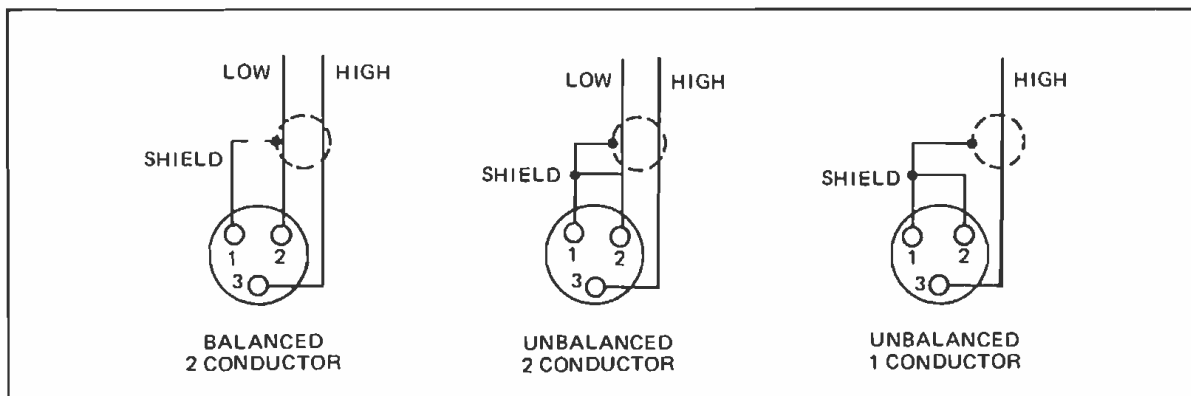 LOW HIGH
SHIELD
1 2
3
BALANCED
2 CONDUCTOR
LOW HIGH
SHIELD
1 2
3
UNBALANCED
2 CONDUCTOR
HIGH
SHIELD
1 2
3
UNBALANCED
1 CONDUCTOR